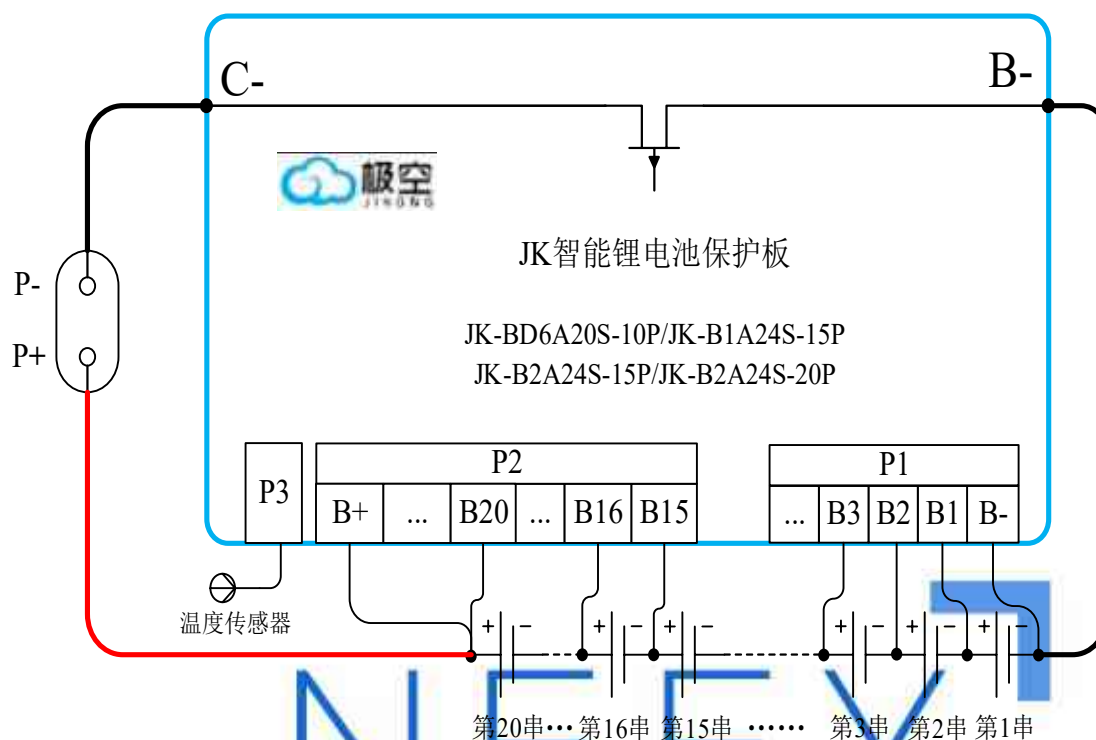 C-
B-
极空
JIKONG
JK智能锂电池保护板
P-
P+
JK-BD6A20S-10P/JK-B1A24S-15P
JK-B2A24S-15P/JK-B2A24S-20P
P3
P2
B+ ... B20 ... B16 B15
P1
... B3 B2 B1 B-
温度传感器
+ - + - + - + - + - + -
NEEY
第20串··· 第16串 第15串 ······ 第3串 第2串 第1串